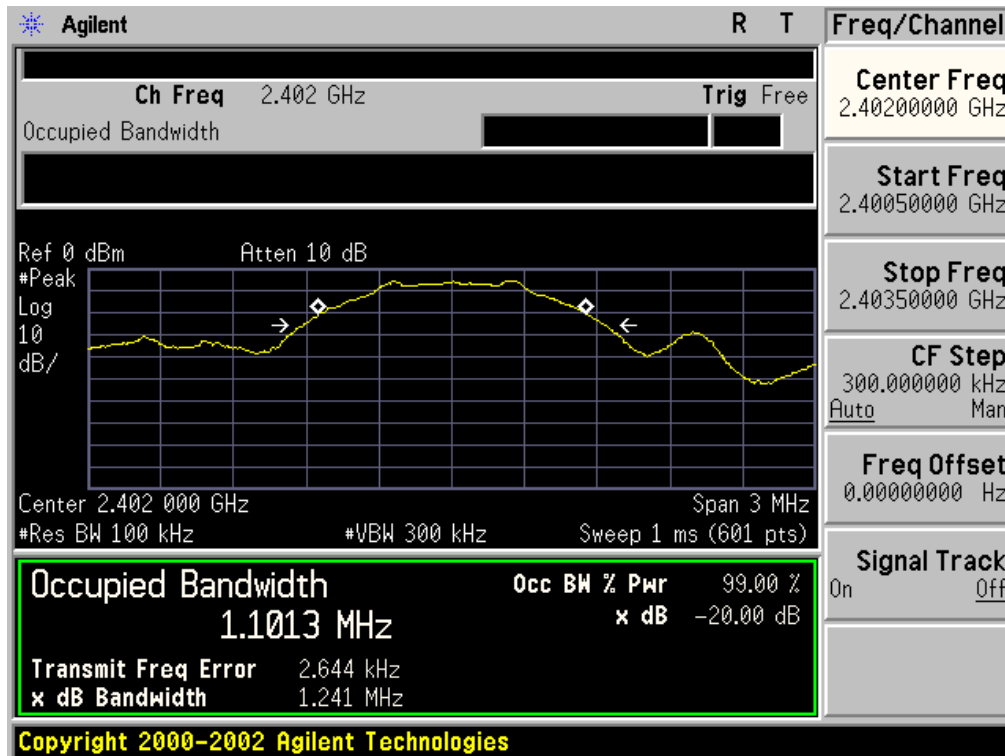 Agilent R T
Ch Freq 2.402 GHz Trig Free
Occupied Bandwidth
Ref 0 dBm Atten 10 dB
#Peak
Log
10
dB/
Center 2.402 000 GHz Span 3 MHz
#Res BW 100 kHz #VBW 300 kHz Sweep 1 ms (601 pts)
Occupied Bandwidth
1.1013 MHz
Occ BW % Pwr 99.00 %
x dB -20.00 dB
Transmit Freq Error 2.644 kHz
x dB Bandwidth 1.241 MHz
Copyright 2000-2002 Agilent Technologies
Freq/Channel
Center Freq
2.40200000 GHz
Start Freq
2.40050000 GHz
Stop Freq
2.40350000 GHz
CF Step
300.000000 kHz
Auto Man
Freq Offset
0.00000000 Hz
Signal Track
On Off